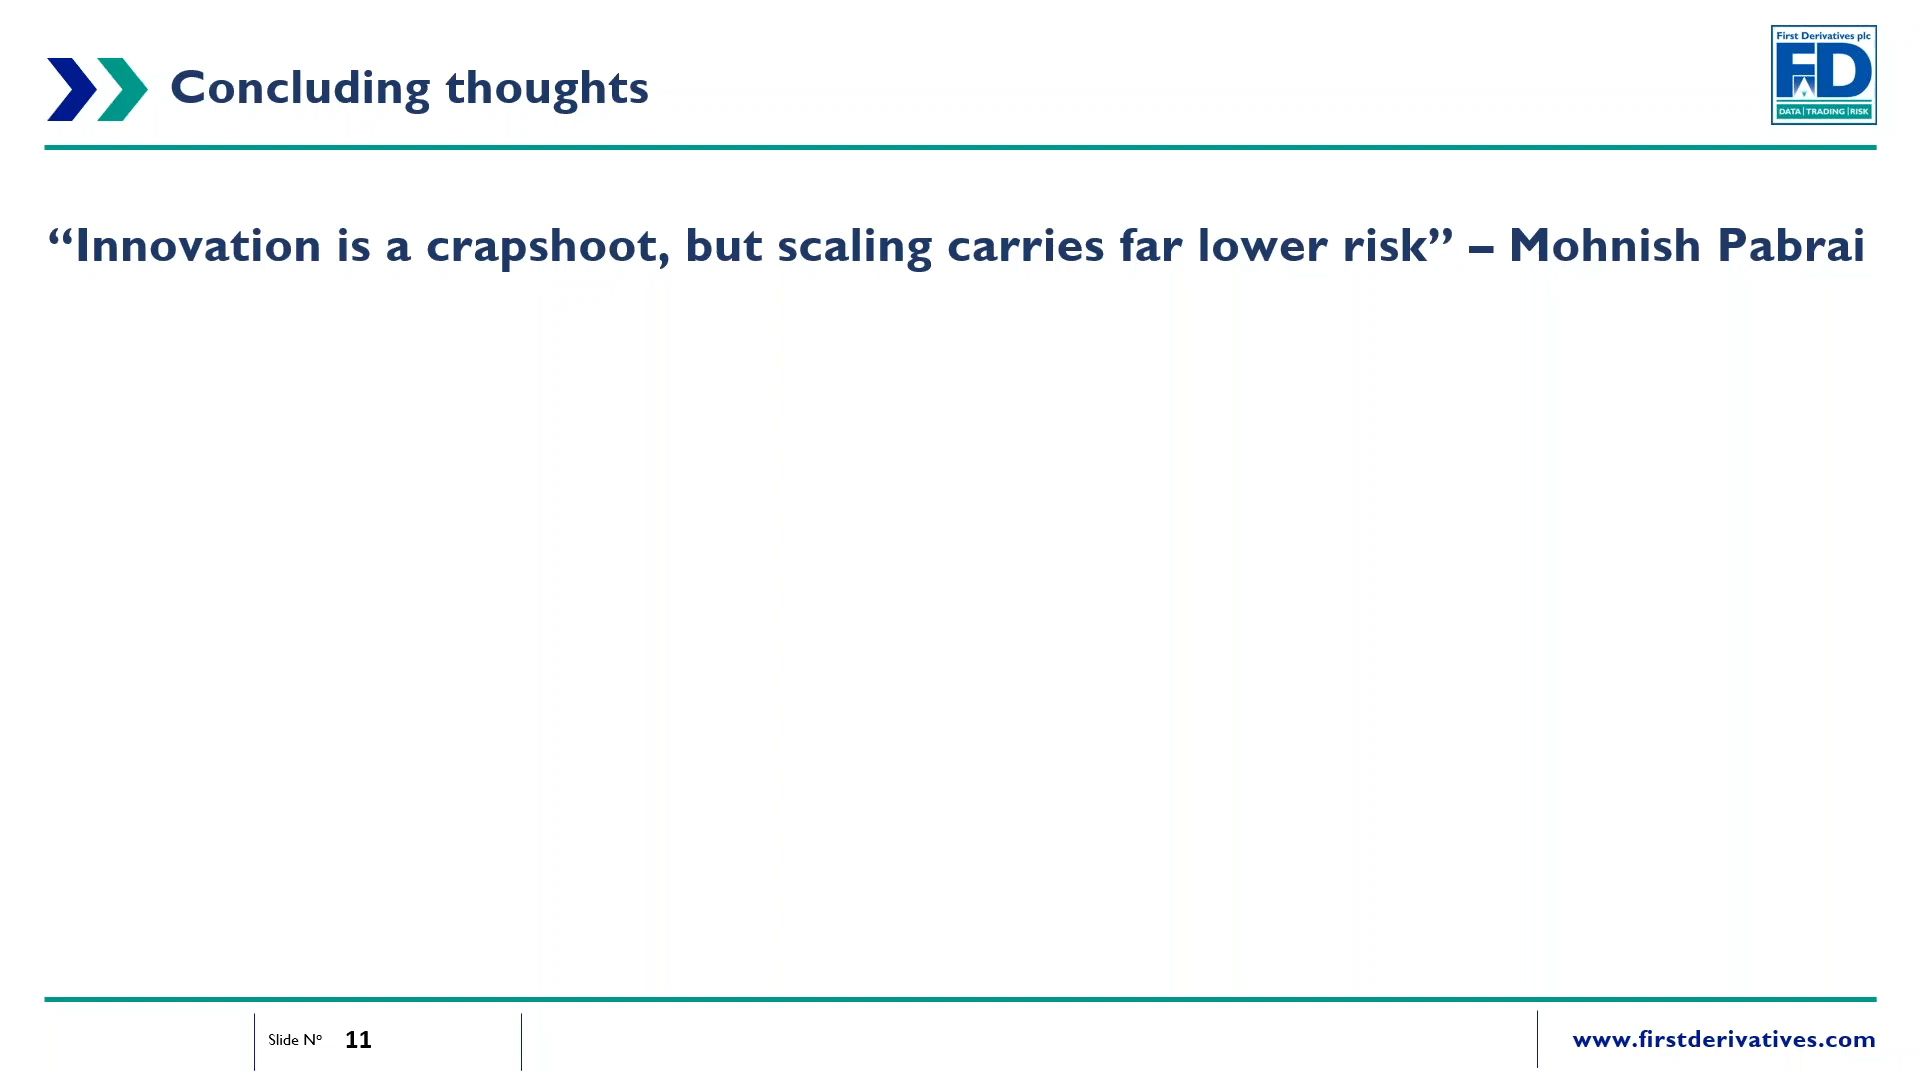 Concluding thoughts
First Derivatives plc
FD
DATA | TRADING | RISK
“Innovation is a crapshoot, but scaling carries far lower risk” – Mohnish Pabrai
Slide Nº 11
www.firstderivatives.com